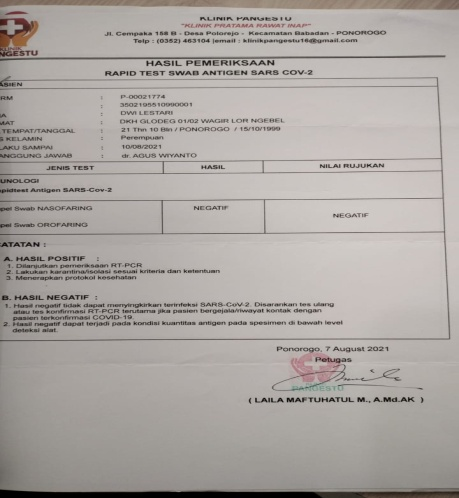 KLINIK PANGESTU
"KLINIK PRATAMA RAWAT INAP"
Jl. Cempaka 158 B - Desa Polorejo - Kecamatan Babadan - PONOROGO
Telp : (0352) 463104 |email : klinikpangestu16@gmail.com
KLINIK
NGESTU
HASIL PEMERIKSAAN
RAPID TEST SWAB ANTIGEN SARS COV-2
ASIEN
RM : P-00021774
: 3502195510990001
A : DWI LESTARI
MAT : DKH GLODEG 01/02 WAGIR LOR NGEBEL
TEMPAT/TANGGAL : 21 Thn 10 Bln / PONOROGO / 15/10/1999
S KELAMIN : Perempuan
LAKU SAMPAI : 10/08/2021
ANGGUNG JAWAB : dr. AGUS WIYANTO
JENIS TEST HASIL NILAI RUJUKAN
UNOLOGI
apidtest Antigen SARS-Cov-2
pel Swab NASOFARING NEGATIF NEGATIF
pel Swab OROFARING
ATATAN :
A. HASIL POSITIF :
1. Dilanjutkan pemeriksaan RT-PCR
2. Lakukan karantina/isolasi sesuai kriteria dan ketentuan
3. Menerapkan protokol kesehatan
B. HASIL NEGATIF :
1. Hasil negatif tidak dapat menyingkirkan terinfeksi SARS-CoV-2. Disarankan tes ulang
atau tes konfirmasi RT-PCR terutama jika pasien bergejala/riwayat kontak dengan
pasien terkonfirmasi COVID-19.
2. Hasil negatif dapat terjadi pada kondisi kuantitas antigen pada spesimen di bawah level
deteksi alat.
Ponorogo, 7 August 2021
Petugas
PANGESTU
( LAILA MAFTUHATUL M., A.Md.AK )